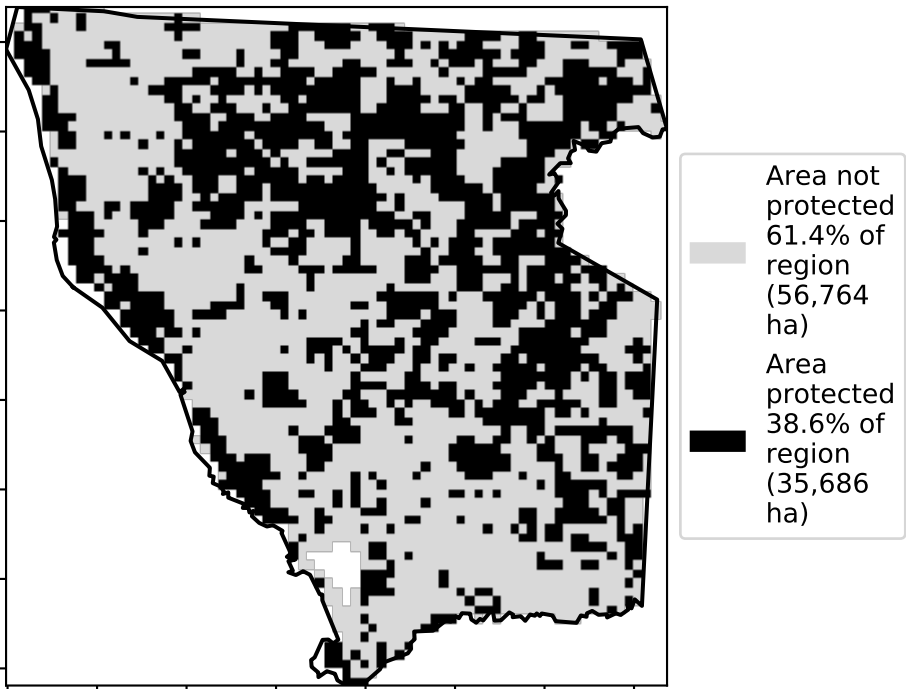 Area not
protected
61.4% of
region
(56,764
ha)
Area
protected
38.6% of
region
(35,686
ha)